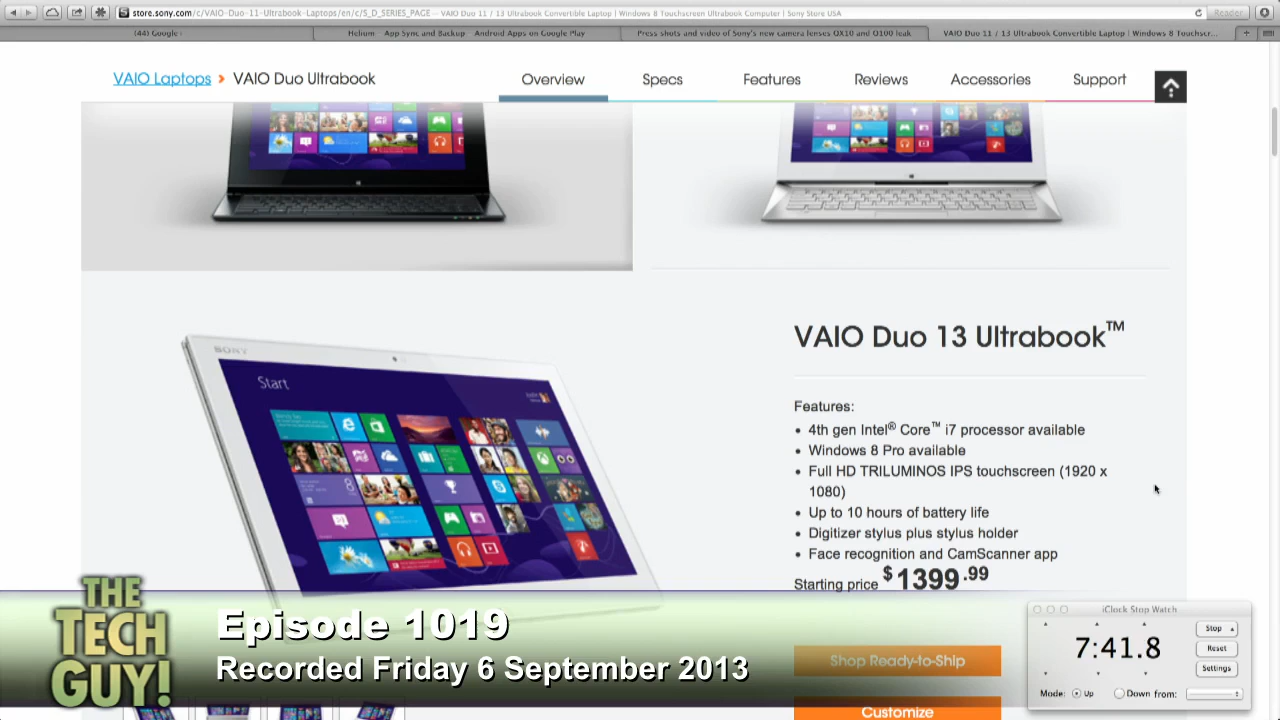 store.sony.com/c/VAIO-Duo-11-Ultrabook-Laptops/en/c/S_D_SERIES_PAGE — VAIO Duo 11 / 13 Ultrabook Convertible Laptop | Windows 8 Touchscreen Ultrabook Computer | Sony Store USA
Reader
(44) Google
Helium - App Sync and Backup - Android Apps on Google Play
Press shots and video of Sony's new camera lenses QX10 and Q100 leak
VAIO Duo 11 / 13 Ultrabook Convertible Laptop | Windows 8 Touchscr...
VAIO Laptops
VAIO Duo Ultrabook
Overview
Specs
Features
Reviews
Accessories
Support
SONY
Start
VAIO Duo 13 Ultrabook™
Features:
• 4th gen Intel® Core™ i7 processor available
• Windows 8 Pro available
• Full HD TRILUMINOS IPS touchscreen (1920 x
1080)
• Up to 10 hours of battery life
• Digitizer stylus plus stylus holder
• Face recognition and CamScanner app
Starting price $1399.99
Shop Ready-to-Ship
Customize
THE
TECH
GUY!
Episode 1019
Recorded Friday 6 September 2013
iClock Stop Watch
7:41.8
Stop
Reset
Settings
Mode: Up Down from: